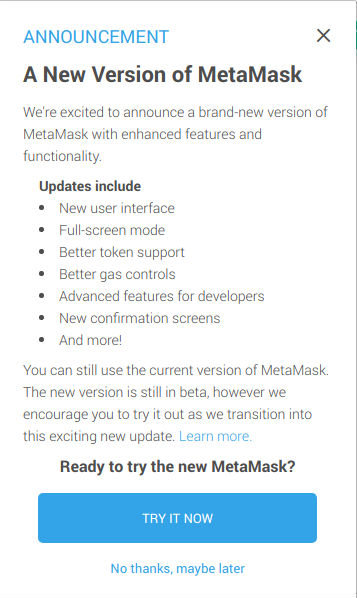 ANNOUNCEMENT
A New Version of MetaMask
We're excited to announce a brand-new version of
MetaMask with enhanced features and
functionality.
Updates include
• New user interface
• Full-screen mode
• Better token support
• Better gas controls
• Advanced features for developers
• New confirmation screens
• And more!
You can still use the current version of MetaMask.
The new version is still in beta, however we
encourage you to try it out as we transition into
this exciting new update. Learn more.
Ready to try the new MetaMask?
TRY IT NOW
No thanks, maybe later